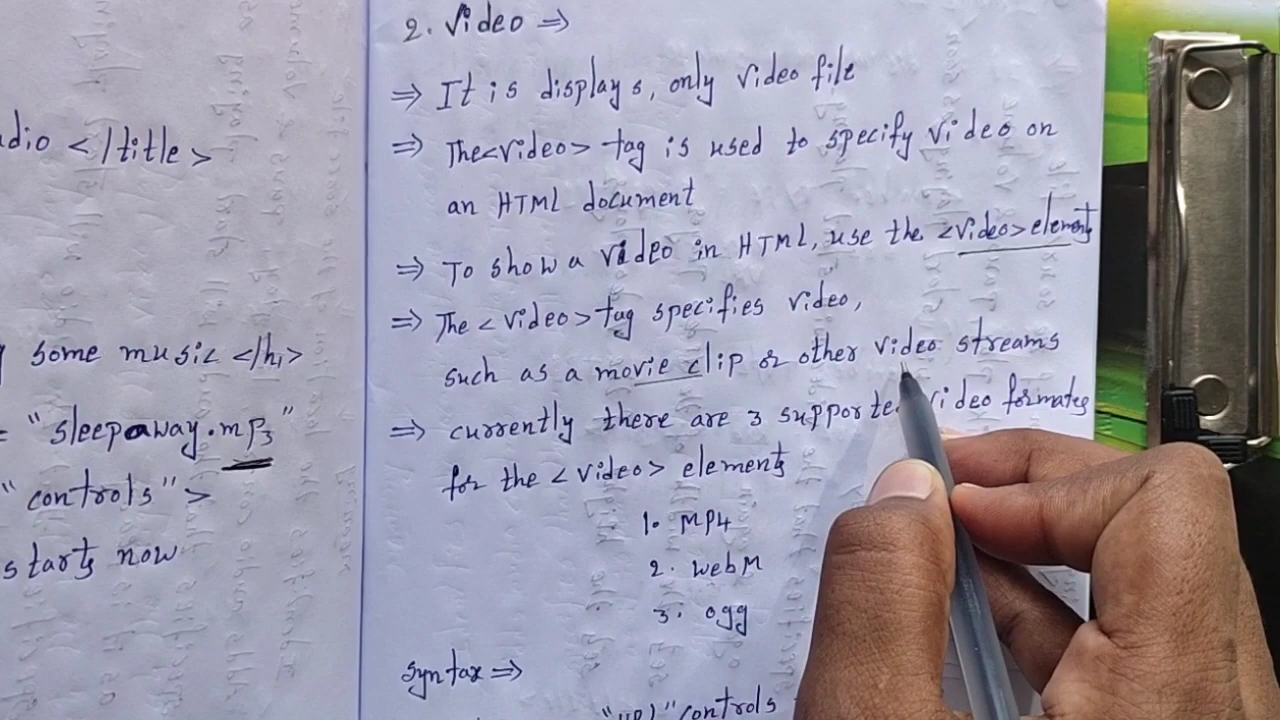 dio </title>
some music </h1>
= "sleepaway.mp3"
"controls">
starts now
2. Video ⇒
⇒ It is displays, only video file
⇒ The<video> tag is used to specify video on
an HTML document
⇒ To show a video in HTML, use the <video> elements
⇒ The <video> tag specifies video,
such as a movie clip or other video streams
⇒ currently there are 3 supported video formates
for the <video> elements
1. MP4
2. WebM
3. ogg
Syntax ⇒
"URL" controls